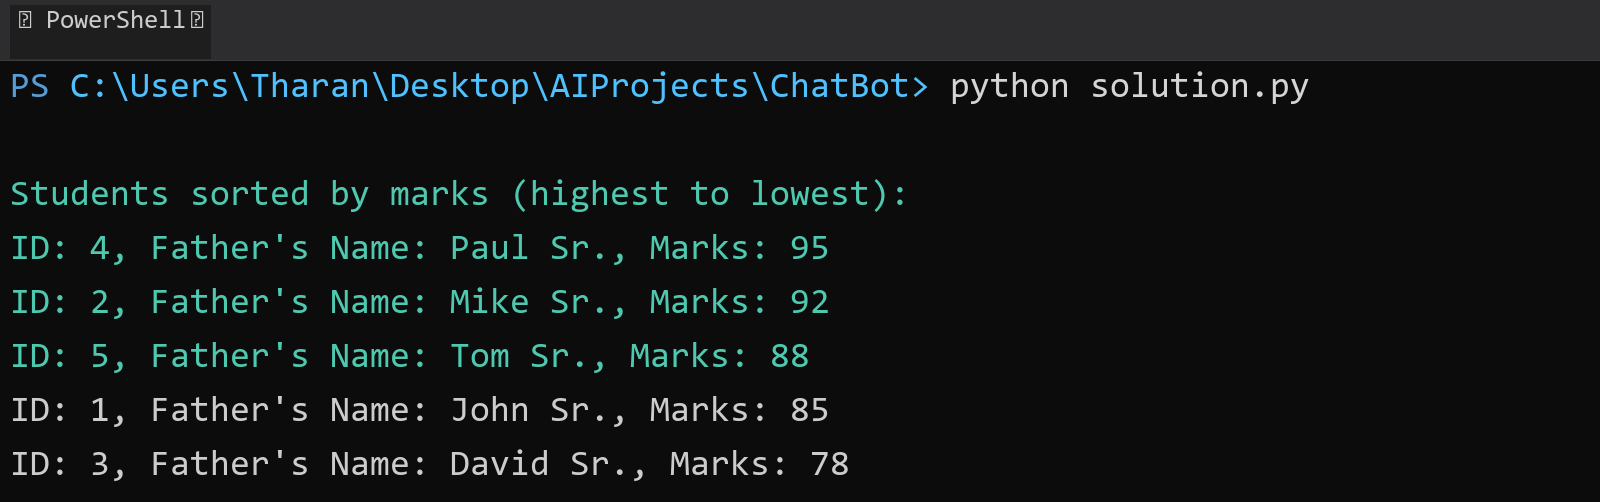 PowerShell
PS C:\Users\Tharan\Desktop\AIProjects\ChatBot> python solution.py
Students sorted by marks (highest to lowest):
ID: 4, Father's Name: Paul Sr., Marks: 95
ID: 2, Father's Name: Mike Sr., Marks: 92
ID: 5, Father's Name: Tom Sr., Marks: 88
ID: 1, Father's Name: John Sr., Marks: 85
ID: 3, Father's Name: David Sr., Marks: 78